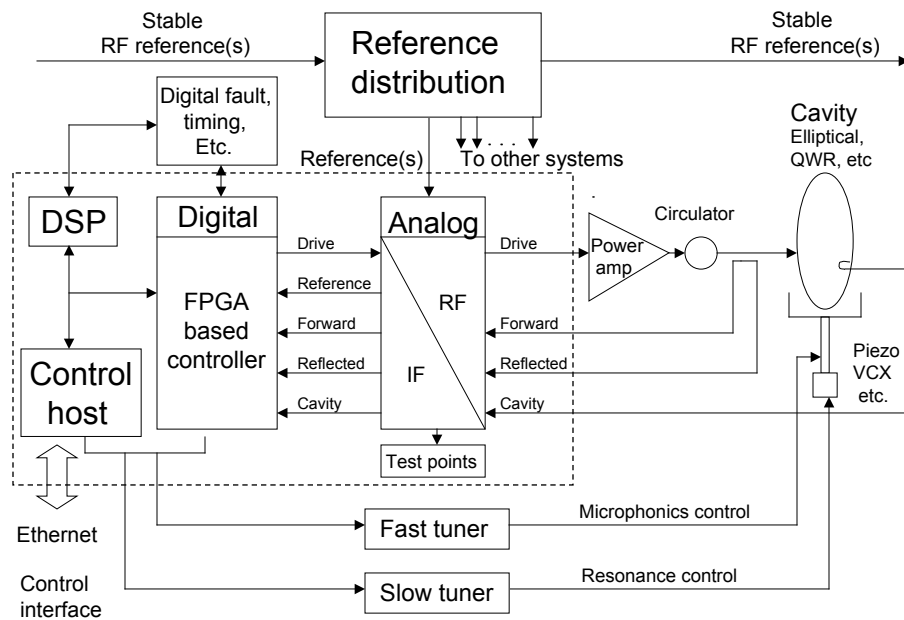 Stable
RF reference(s)
Reference
distribution
Stable
RF reference(s)
Digital fault,
timing,
Etc.
Reference(s)
. . . .
To other systems
Cavity
Elliptical,
QWR, etc
DSP
Digital
Analog
Circulator
Power
amp
Drive
Drive
Reference
FPGA
based
controller
RF
Forward
Forward
Reflected
Reflected
IF
Cavity
Cavity
Control
host
Piezo
VCX
etc.
Test points
Ethernet
Fast tuner
Microphonics control
Control
interface
Slow tuner
Resonance control